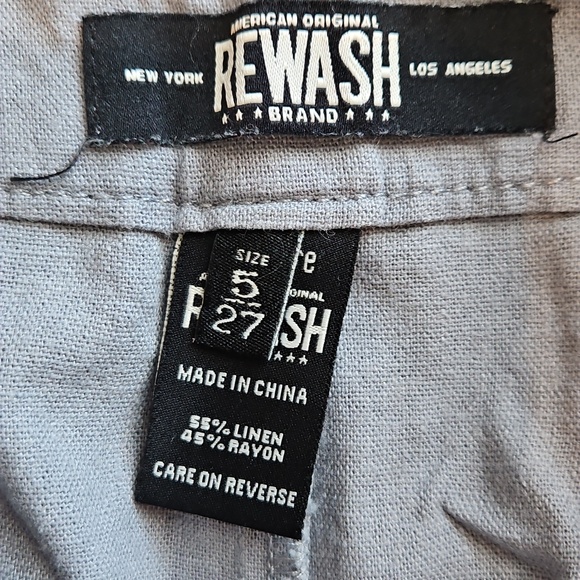 AMERICAN ORIGINAL
NEW YORK REWASH LOS ANGELES
BRAND
SIZE
5
27
MADE IN CHINA
55% LINEN
45% RAYON
CARE ON REVERSE